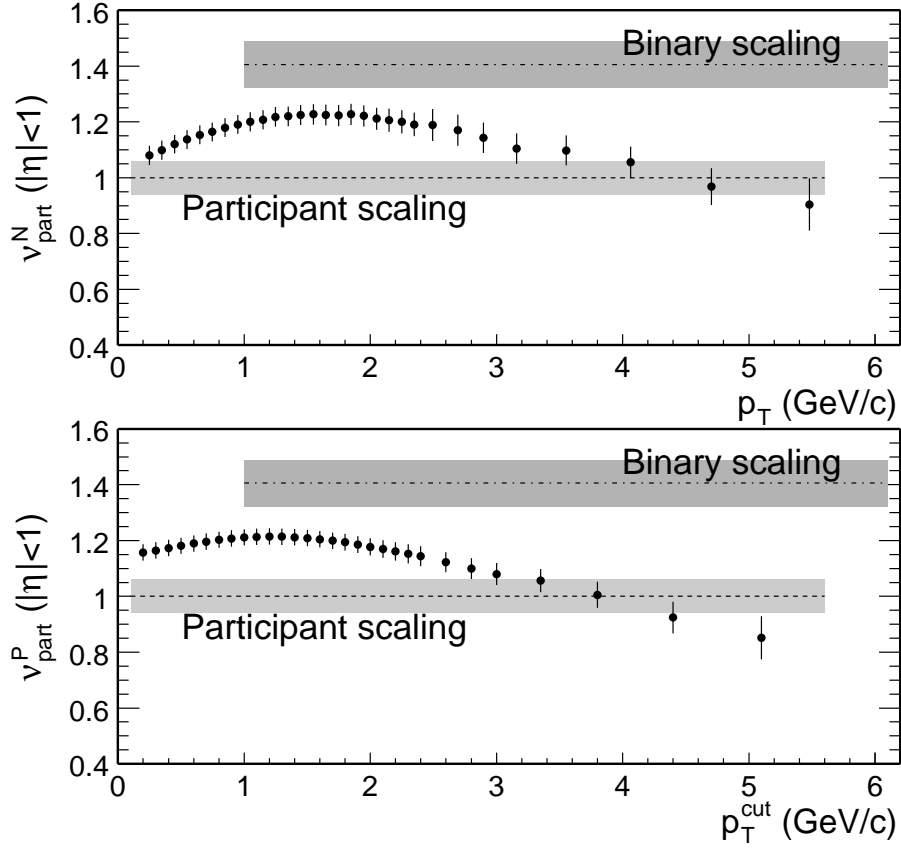 1.6
1.4
1.2
1
0.8
0.6
0.4
ν_part^N (|η|<1)
Binary scaling
Participant scaling
0 1 2 3 4 5 6
p_T (GeV/c)
1.6
1.4
1.2
1
0.8
0.6
0.4
ν_part^P (|η|<1)
Binary scaling
Participant scaling
0 1 2 3 4 5 6
p_T^cut (GeV/c)